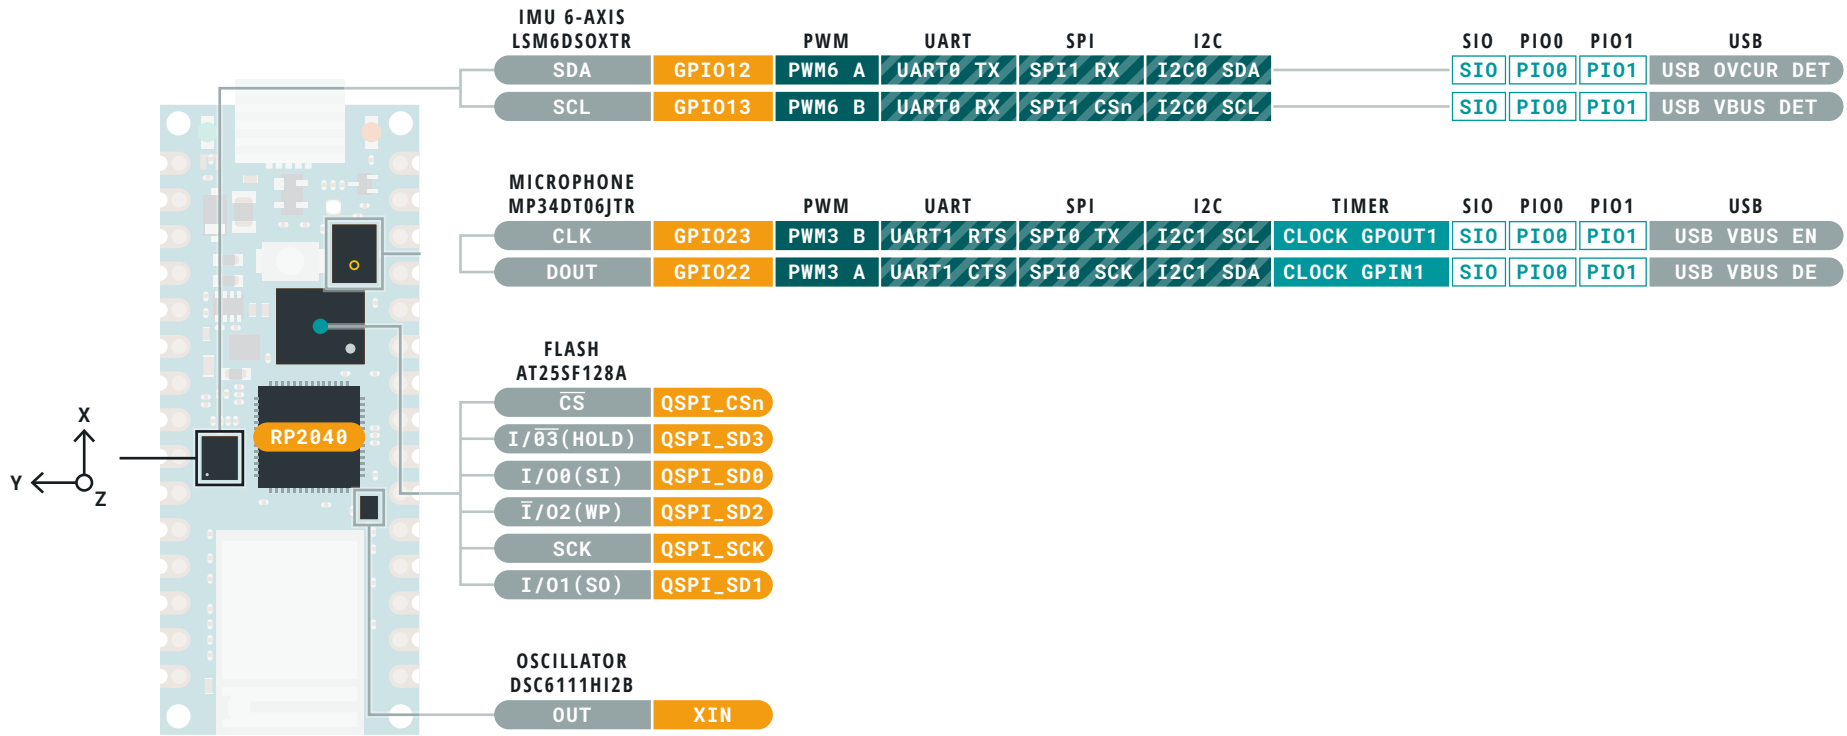 IMU 6-AXIS
LSM6DSOXTR PWM UART SPI I2C SIO PIO0 PIO1 USB
SDA GPIO12 PWM6 A UART0 TX SPI1 RX I2C0 SDA SIO PIO0 PIO1 USB OVCUR DET
SCL GPIO13 PWM6 B UART0 RX SPI1 CSn I2C0 SCL SIO PIO0 PIO1 USB VBUS DET
MICROPHONE
MP34DT06JTR PWM UART SPI I2C TIMER SIO PIO0 PIO1 USB
CLK GPIO23 PWM3 B UART1 RTS SPI0 TX I2C1 SCL CLOCK GPOUT1 SIO PIO0 PIO1 USB VBUS EN
DOUT GPIO22 PWM3 A UART1 CTS SPI0 SCK I2C1 SDA CLOCK GPIN1 SIO PIO0 PIO1 USB VBUS DE
FLASH
AT25SF128A
CS QSPI_CSn
I/03(HOLD) QSPI_SD3
I/O0(SI) QSPI_SD0
I/O2(WP) QSPI_SD2
SCK QSPI_SCK
I/O1(SO) QSPI_SD1
X
RP2040
Y
Z
OSCILLATOR
DSC6111HI2B
OUT XIN